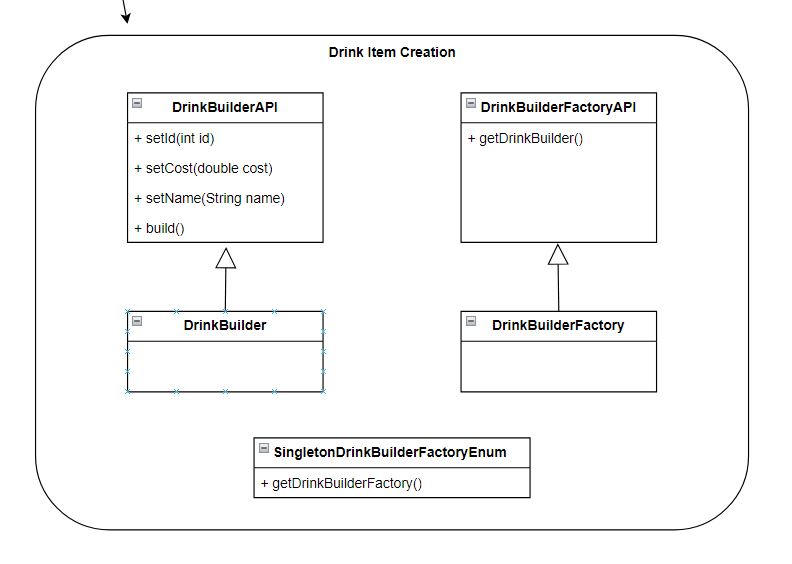 Drink Item Creation
DrinkBuilderAPI
+ setId(int id)
+ setCost(double cost)
+ setName(String name)
+ build()
DrinkBuilderFactoryAPI
+ getDrinkBuilder()
DrinkBuilder
DrinkBuilderFactory
SingletonDrinkBuilderFactoryEnum
+ getDrinkBuilderFactory()